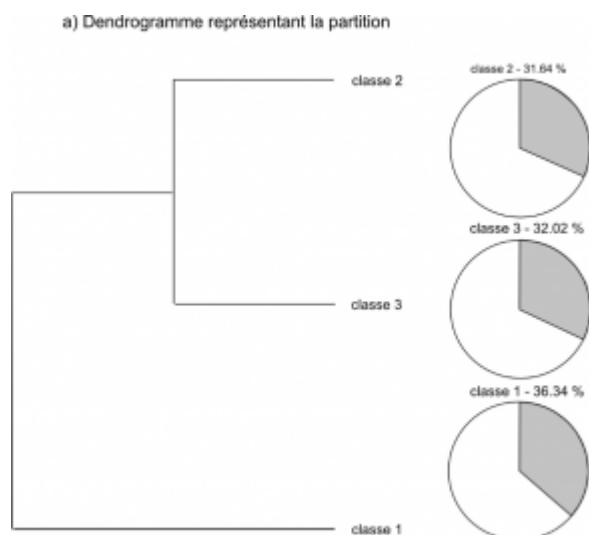 a) Dendrogramme représentant la partition
classe 2 - 31.64 %
classe 2
classe 3 - 32.02 %
classe 3
classe 1 - 36.34 %
classe 1